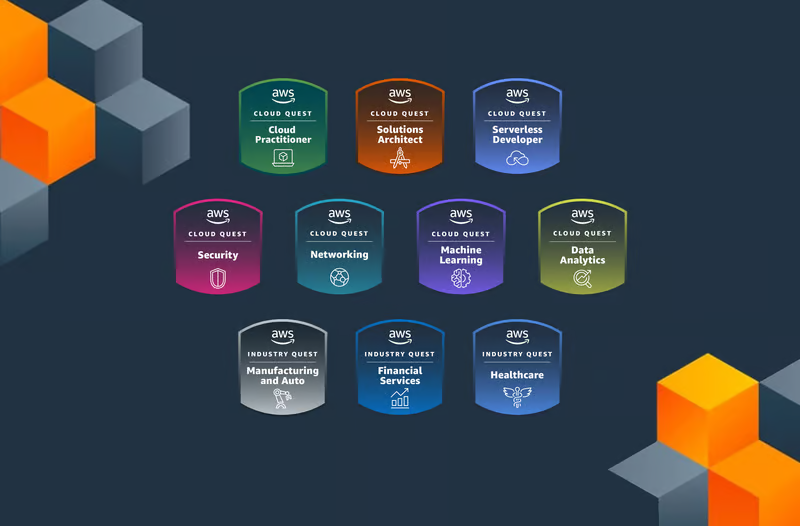 aws
CLOUD QUEST
Cloud
Practitioner
aws
CLOUD QUEST
Solutions
Architect
aws
CLOUD QUEST
Serverless
Developer
aws
CLOUD QUEST
Security
aws
CLOUD QUEST
Networking
aws
CLOUD QUEST
Machine
Learning
aws
CLOUD QUEST
Data
Analytics
aws
INDUSTRY QUEST
Manufacturing
and Auto
aws
INDUSTRY QUEST
Financial
Services
aws
INDUSTRY QUEST
Healthcare